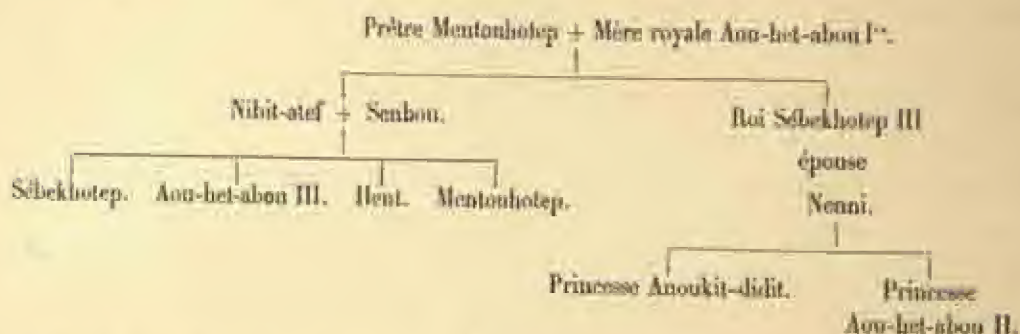 Prêtre Mentouhotep + Mère royale Aou-het-abou Iʳᵉ.
Nibit-atef + Senbou. Roi Sébekhotep III
épouse
Sébekhotep. Aou-het-abou III. Hent. Mentouhotep.
Nenni.
Princesse Anoukit-didit. Princesse
Aou-het-abou II.